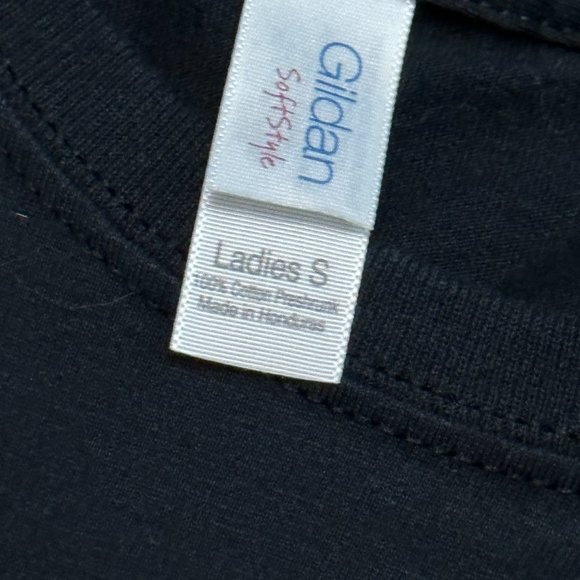 Gildan
SoftStyle
Ladies S
100% Cotton Preshrunk
Made in Honduras